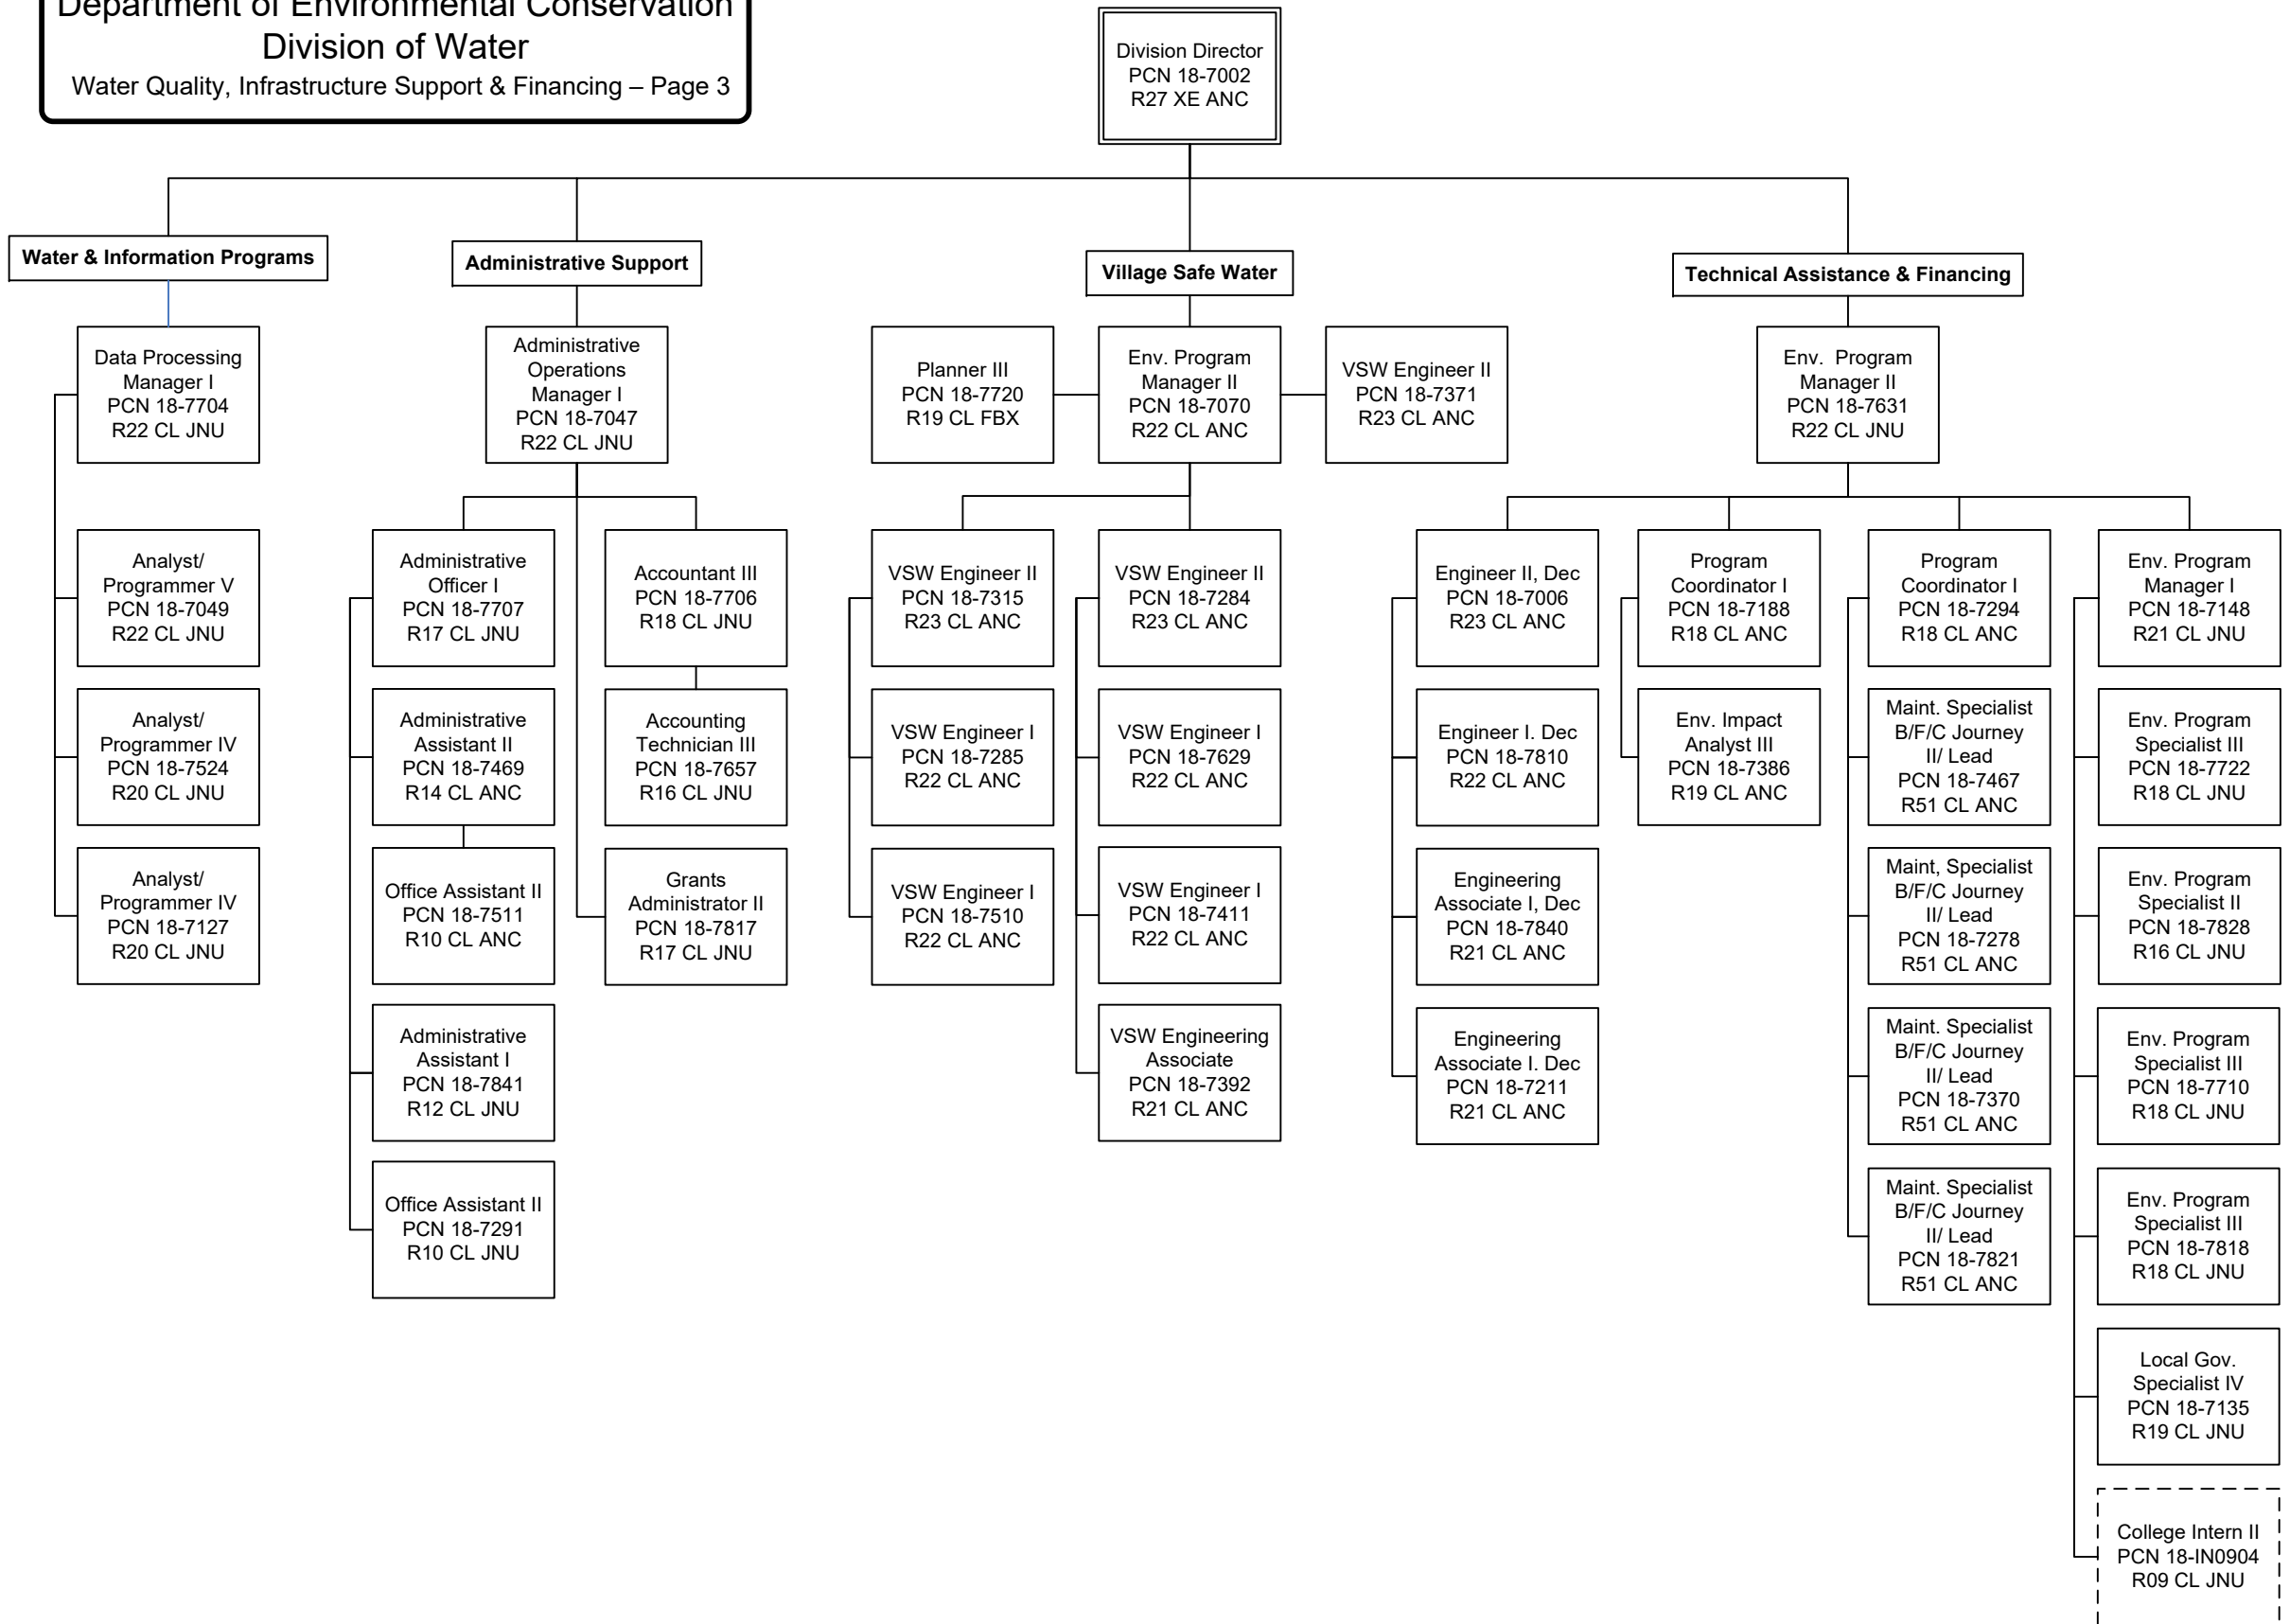 Department of Environmental Conservation
Division of Water
Water Quality, Infrastructure Support & Financing – Page 3
Division Director
PCN 18-7002
R27 XE ANC
Water & Information Programs
Administrative Support
Village Safe Water
Technical Assistance & Financing
Data Processing
Manager I
PCN 18-7704
R22 CL JNU
Administrative
Operations
Manager I
PCN 18-7047
R22 CL JNU
Planner III
PCN 18-7720
R19 CL FBX
Env. Program
Manager II
PCN 18-7070
R22 CL ANC
VSW Engineer II
PCN 18-7371
R23 CL ANC
Env. Program
Manager II
PCN 18-7631
R22 CL JNU
Analyst/
Programmer V
PCN 18-7049
R22 CL JNU
Administrative
Officer I
PCN 18-7707
R17 CL JNU
Accountant III
PCN 18-7706
R18 CL JNU
VSW Engineer II
PCN 18-7315
R23 CL ANC
VSW Engineer II
PCN 18-7284
R23 CL ANC
Engineer II, Dec
PCN 18-7006
R23 CL ANC
Program
Coordinator I
PCN 18-7188
R18 CL ANC
Program
Coordinator I
PCN 18-7294
R18 CL ANC
Env. Program
Manager I
PCN 18-7148
R21 CL JNU
Analyst/
Programmer IV
PCN 18-7524
R20 CL JNU
Administrative
Assistant II
PCN 18-7469
R14 CL ANC
Accounting
Technician III
PCN 18-7657
R16 CL JNU
VSW Engineer I
PCN 18-7285
R22 CL ANC
VSW Engineer I
PCN 18-7629
R22 CL ANC
Engineer I. Dec
PCN 18-7810
R22 CL ANC
Env. Impact
Analyst III
PCN 18-7386
R19 CL ANC
Maint. Specialist
B/F/C Journey
II/ Lead
PCN 18-7467
R51 CL ANC
Env. Program
Specialist III
PCN 18-7722
R18 CL JNU
Analyst/
Programmer IV
PCN 18-7127
R20 CL JNU
Office Assistant II
PCN 18-7511
R10 CL ANC
Grants
Administrator II
PCN 18-7817
R17 CL JNU
VSW Engineer I
PCN 18-7510
R22 CL ANC
VSW Engineer I
PCN 18-7411
R22 CL ANC
Engineering
Associate I, Dec
PCN 18-7840
R21 CL ANC
Maint, Specialist
B/F/C Journey
II/ Lead
PCN 18-7278
R51 CL ANC
Env. Program
Specialist II
PCN 18-7828
R16 CL JNU
Administrative
Assistant I
PCN 18-7841
R12 CL JNU
VSW Engineering
Associate
PCN 18-7392
R21 CL ANC
Engineering
Associate I. Dec
PCN 18-7211
R21 CL ANC
Maint. Specialist
B/F/C Journey
II/ Lead
PCN 18-7370
R51 CL ANC
Env. Program
Specialist III
PCN 18-7710
R18 CL JNU
Office Assistant II
PCN 18-7291
R10 CL JNU
Maint. Specialist
B/F/C Journey
II/ Lead
PCN 18-7821
R51 CL ANC
Env. Program
Specialist III
PCN 18-7818
R18 CL JNU
Local Gov.
Specialist IV
PCN 18-7135
R19 CL JNU
College Intern II
PCN 18-IN0904
R09 CL JNU